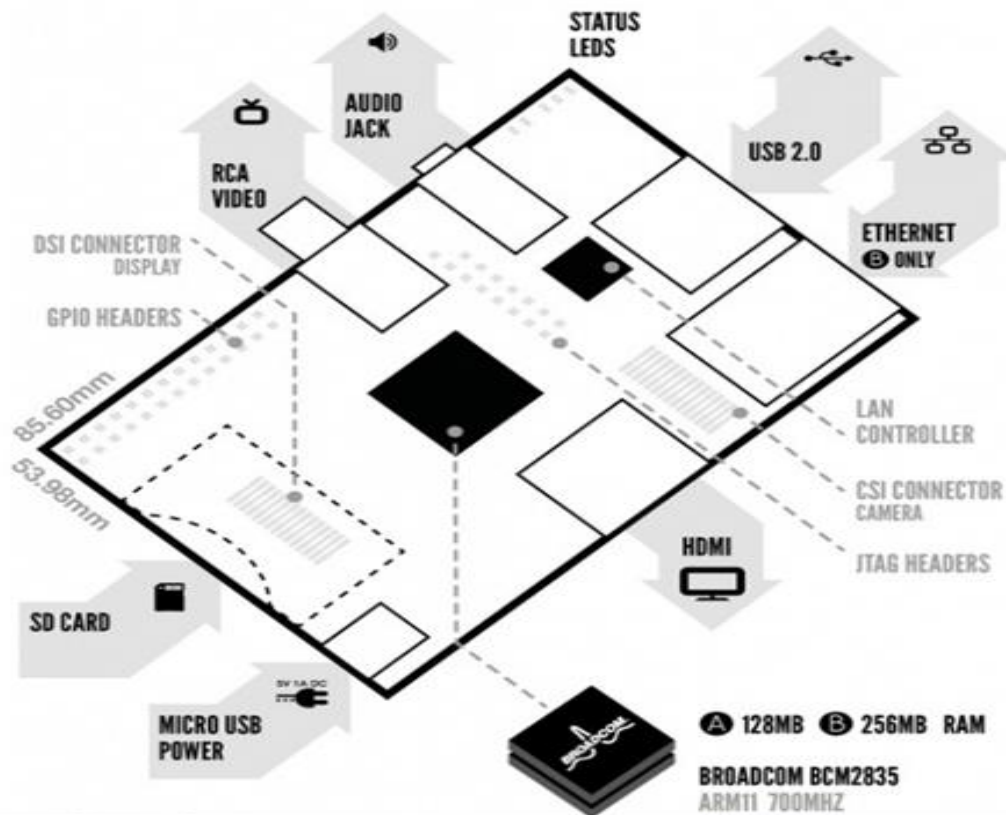 STATUS
LEDS
AUDIO
JACK
RCA
VIDEO
USB 2.0
ETHERNET
B ONLY
DSI CONNECTOR
DISPLAY
GPIO HEADERS
85.60mm
53.98mm
LAN
CONTROLLER
CSI CONNECTOR
CAMERA
JTAG HEADERS
HDMI
SD CARD
5V 1A DC
MICRO USB
POWER
BROADCOM
A 128MB B 256MB RAM
BROADCOM BCM2835
ARM11 700MHZ